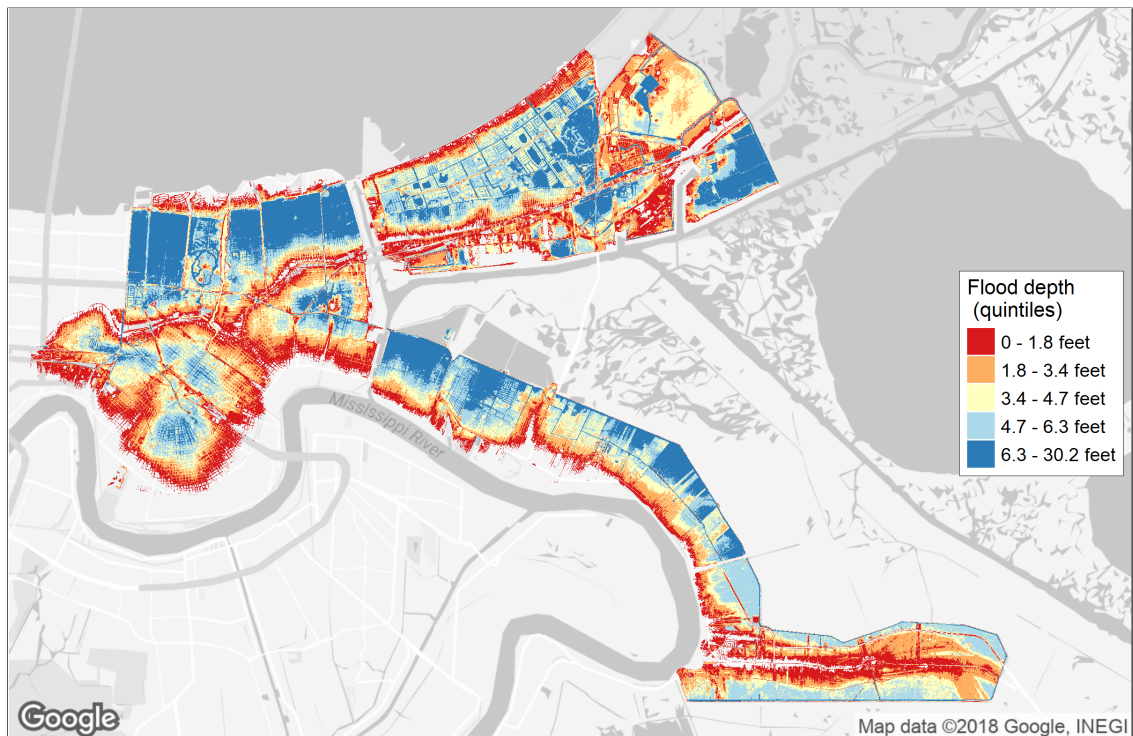 Flood depth
(quintiles)
0 - 1.8 feet
1.8 - 3.4 feet
3.4 - 4.7 feet
4.7 - 6.3 feet
6.3 - 30.2 feet
Mississippi River
Google
Map data ©2018 Google, INEGI